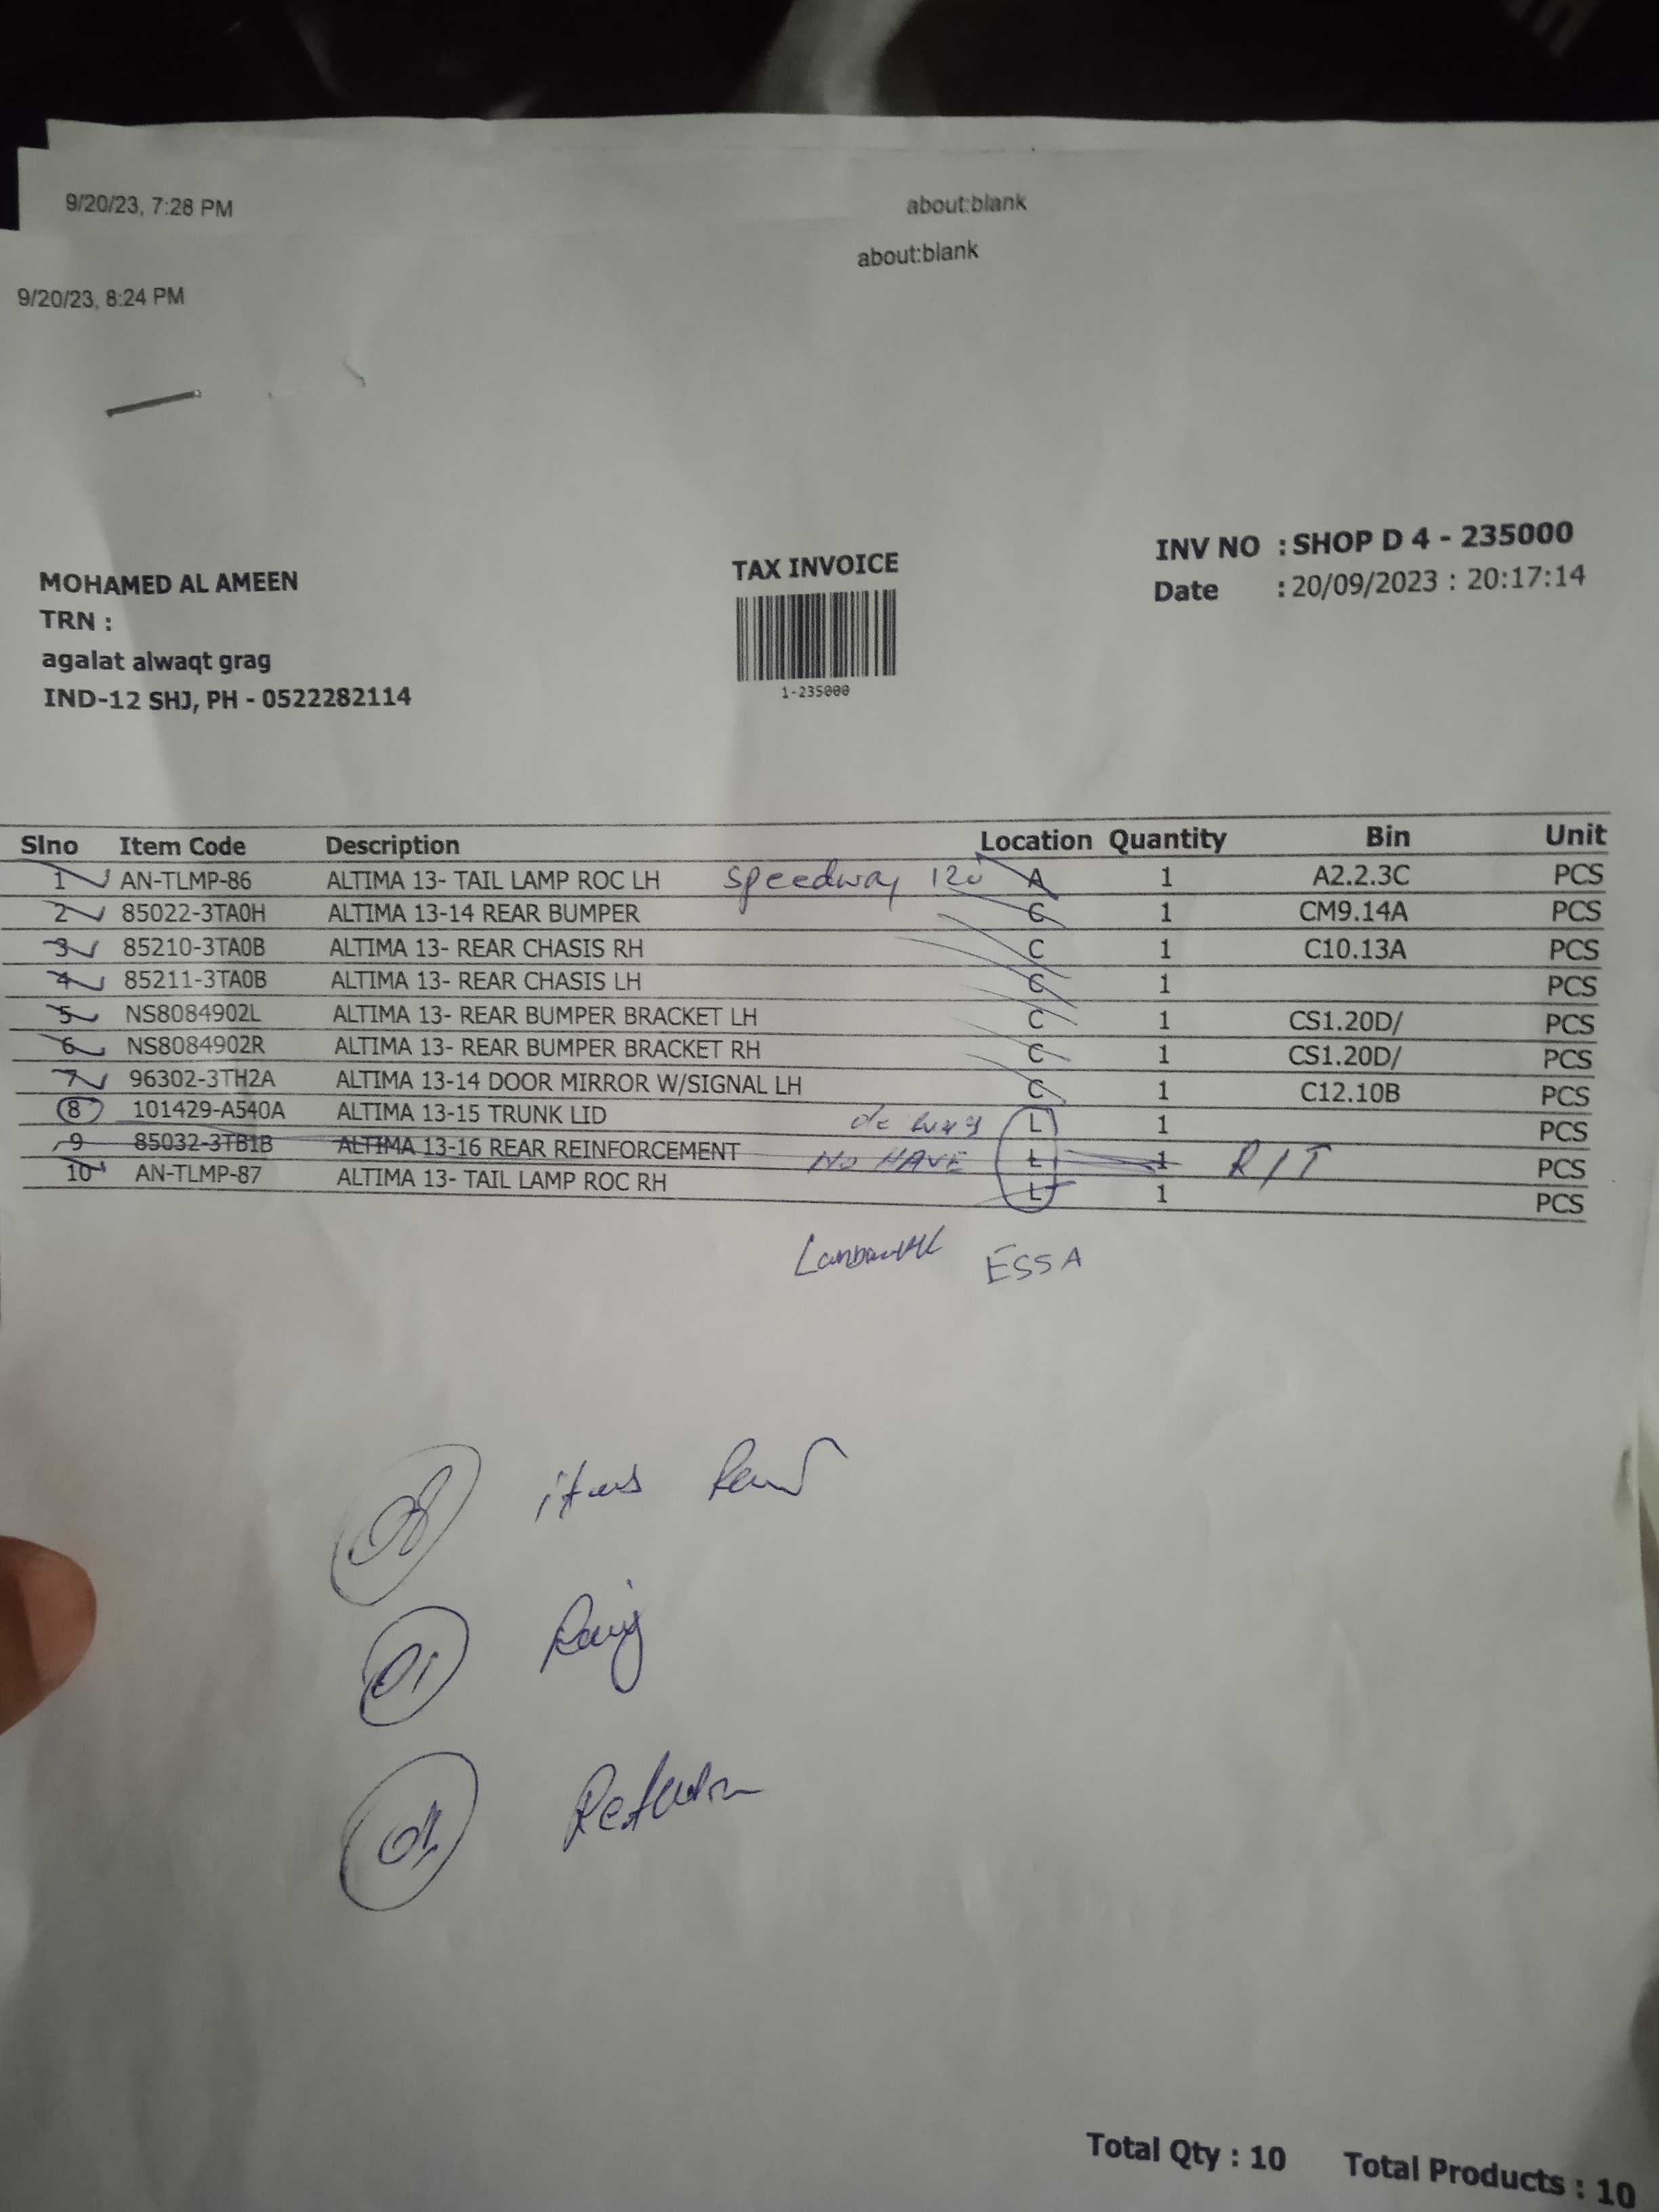 9/20/23, 7:28 PM about:blank
about:blank
9/20/23, 8:24 PM
MOHAMED AL AMEEN
TRN :
agalat alwaqt grag
IND-12 SHJ, PH - 0522282114
TAX INVOICE
1-235000
INV NO : SHOP D 4 - 235000
Date : 20/09/2023 : 20:17:14
Slno Item Code Description Location Quantity Bin Unit
1 AN-TLMP-86 ALTIMA 13- TAIL LAMP ROC LH Speedway 120 A 1 A2.2.3C PCS
2 85022-3TA0H ALTIMA 13-14 REAR BUMPER C 1 CM9.14A PCS
3 85210-3TA0B ALTIMA 13- REAR CHASIS RH C 1 C10.13A PCS
4 85211-3TA0B ALTIMA 13- REAR CHASIS LH C 1 PCS
5 NS8084902L ALTIMA 13- REAR BUMPER BRACKET LH C 1 CS1.20D/ PCS
6 NS8084902R ALTIMA 13- REAR BUMPER BRACKET RH C 1 CS1.20D/ PCS
7 96302-3TH2A ALTIMA 13-14 DOOR MIRROR W/SIGNAL LH C 1 C12.10B PCS
8 101429-A540A ALTIMA 13-15 TRUNK LID L 1 PCS
9 85032-3TB1B ALTIMA 13-16 REAR REINFORCEMENT NO HAVE L 1 R/T PCS
10 AN-TLMP-87 ALTIMA 13- TAIL LAMP ROC RH L 1 PCS
ESSA
08 items
01
01 Return
Total Qty : 10 Total Products : 10